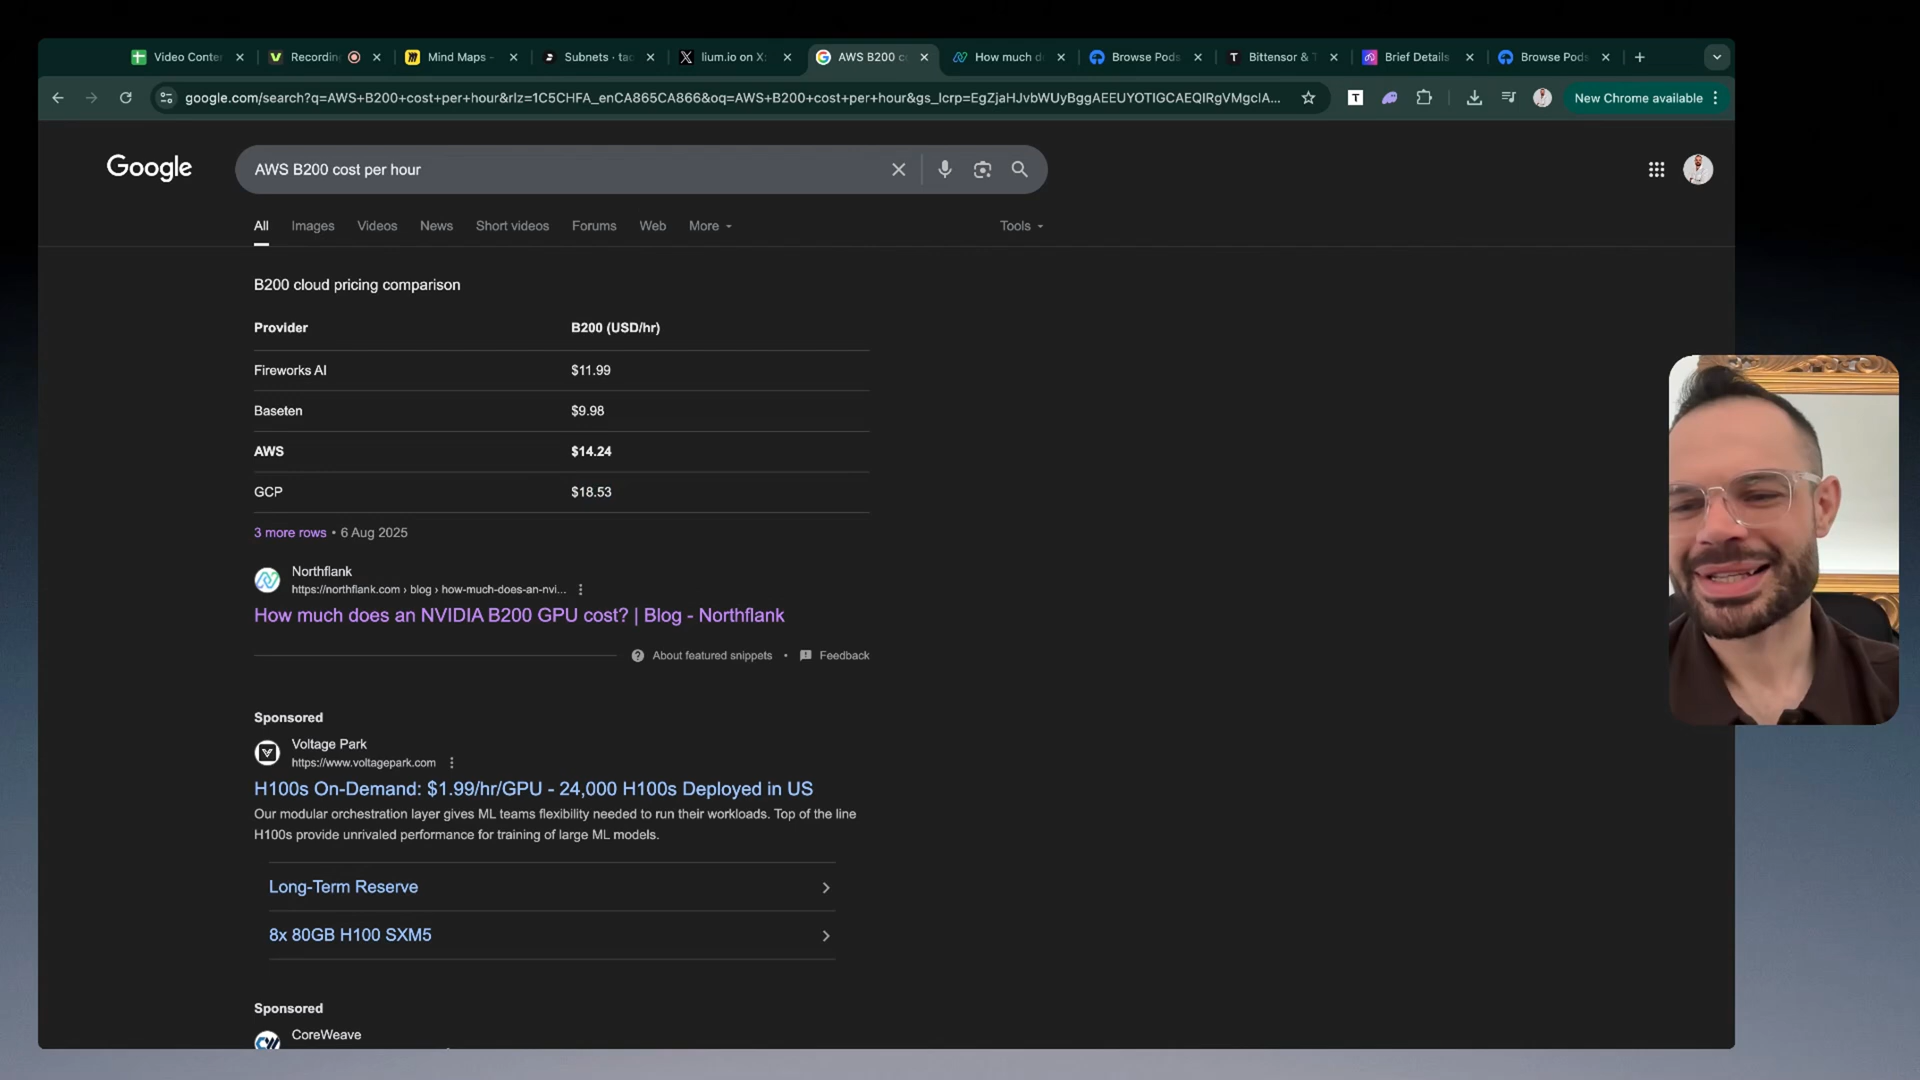 Video Conte
Recordin
Mind Maps -
Subnets · tao
lium.io on X:
AWS B200 co
How much do
Browse Pods
Bittensor & T
Brief Details
Browse Pods
google.com/search?q=AWS+B200+cost+per+hour&rlz=1C5CHFA_enCA865CA866&oq=AWS+B200+cost+per+hour&gs_lcrp=EgZjaHJvbWUyBggAEEUYOTIGCAEQIRgVMgcIA...
New Chrome available
Google
AWS B200 cost per hour
All
Images
Videos
News
Short videos
Forums
Web
More
Tools
B200 cloud pricing comparison
Provider B200 (USD/hr)
Fireworks AI $11.99
Baseten $9.98
AWS $14.24
GCP $18.53
3 more rows • 6 Aug 2025
Northflank
https://northflank.com › blog › how-much-does-an-nvi...
How much does an NVIDIA B200 GPU cost? | Blog - Northflank
About featured snippets • Feedback
Sponsored
Voltage Park
https://www.voltagepark.com
H100s On-Demand: $1.99/hr/GPU - 24,000 H100s Deployed in US
Our modular orchestration layer gives ML teams flexibility needed to run their workloads. Top of the line
H100s provide unrivaled performance for training of large ML models.
Long-Term Reserve
8x 80GB H100 SXM5
Sponsored
CoreWeave